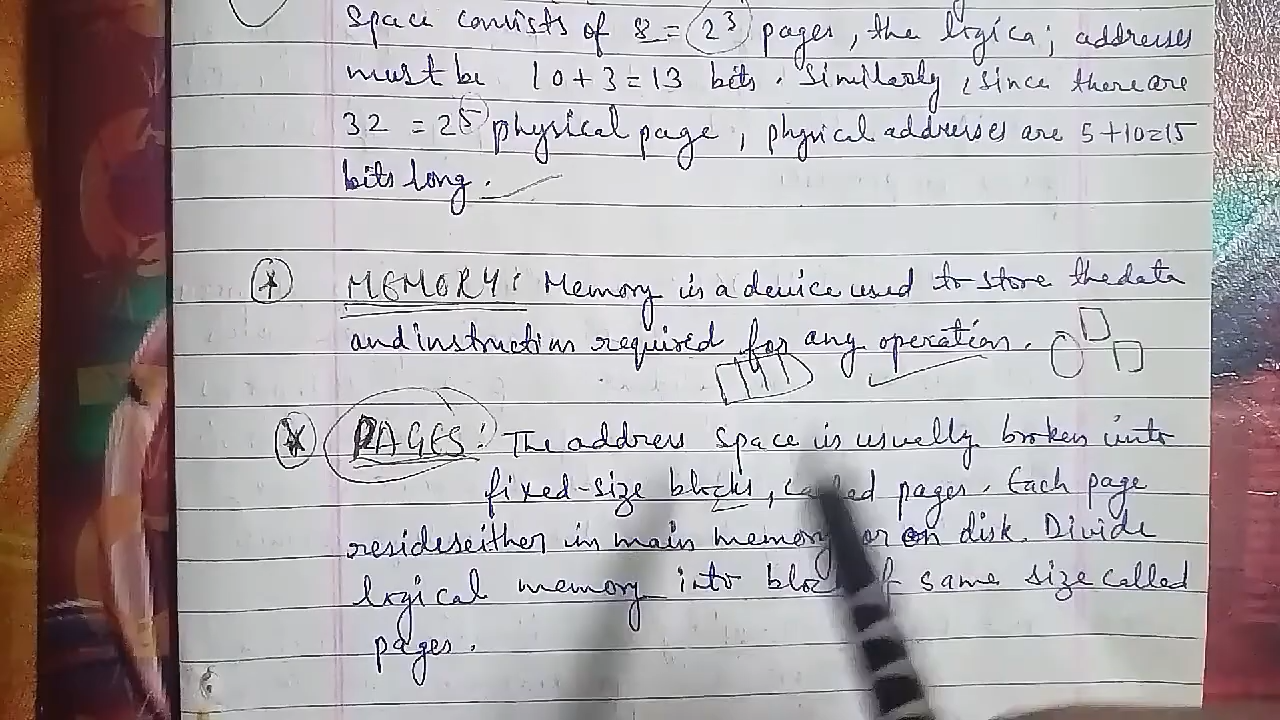 space consists of 8 = 2³ pages, the logica; addresses
must be 10+3=13 bits. Similarly, since there are
32 = 2⁵ physical page, physical addresses are 5+10=15
bits long.
* MEMORY: Memory is a device used to store the data
and instruction required for any operation.
* PAGES: The address space is usually broken into
fixed-size blocks, called pages. Each page
resides either in main memory or on disk. Divide
logical memory into of same size called
pages.